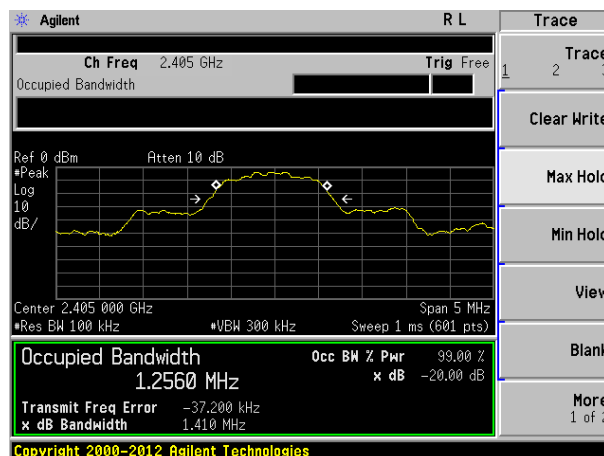 Agilent R L Trace
Ch Freq 2.405 GHz Trig Free
Occupied Bandwidth
Trace
1 2 3
Clear Write
Max Hold
Min Hold
View
Blank
More
1 of 2
Ref 0 dBm Atten 10 dB
#Peak
Log
10
dB/
Center 2.405 000 GHz Span 5 MHz
#Res BW 100 kHz #VBW 300 kHz Sweep 1 ms (601 pts)
Occupied Bandwidth Occ BW % Pwr 99.00 %
1.2560 MHz x dB -20.00 dB
Transmit Freq Error -37.200 kHz
x dB Bandwidth 1.410 MHz
Copyright 2000-2012 Agilent Technologies